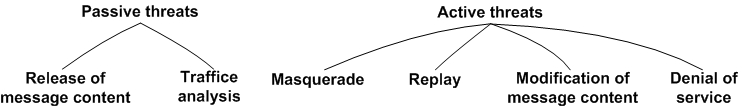 Passive threats
Active threats
Release of
message content
Traffice
analysis
Masquerade
Replay
Modification of
message content
Denial of
service